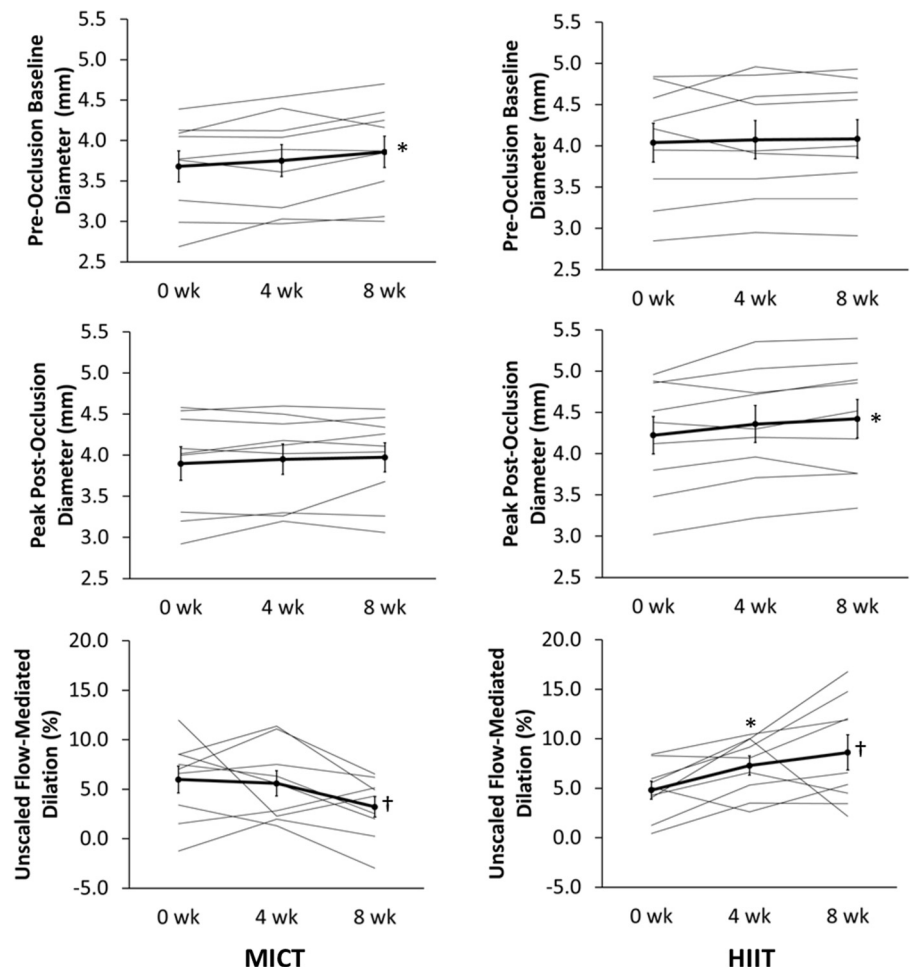 Pre-Occlusion Baseline
Diameter (mm)
5.5
5.0
4.5
4.0
3.5
3.0
2.5
*
0 wk 4 wk 8 wk
Pre-Occlusion Baseline
Diameter (mm)
5.5
5.0
4.5
4.0
3.5
3.0
2.5
0 wk 4 wk 8 wk
Peak Post-Occlusion
Diameter (mm)
5.5
5.0
4.5
4.0
3.5
3.0
2.5
0 wk 4 wk 8 wk
Peak Post-Occlusion
Diameter (mm)
5.5
5.0
4.5
4.0
3.5
3.0
2.5
*
0 wk 4 wk 8 wk
Unscaled Flow-Mediated
Dilation (%)
20.0
15.0
10.0
5.0
0.0
-5.0
†
0 wk 4 wk 8 wk
MICT
Unscaled Flow-Mediated
Dilation (%)
20.0
15.0
10.0
5.0
0.0
-5.0
*
†
0 wk 4 wk 8 wk
HIIT